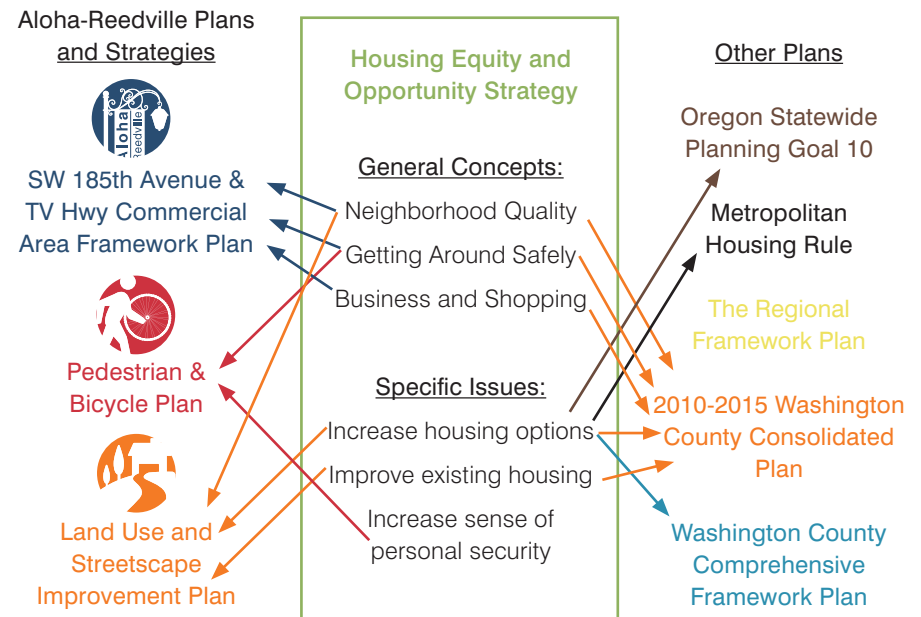 Aloha-Reedville Plans
and Strategies
Aloha
Reedville
SW 185th Avenue &
TV Hwy Commercial
Area Framework Plan
Pedestrian &
Bicycle Plan
Land Use and
Streetscape
Improvement Plan
Housing Equity and
Opportunity Strategy
General Concepts:
Neighborhood Quality
Getting Around Safely
Business and Shopping
Specific Issues:
Increase housing options
Improve existing housing
Increase sense of
personal security
Other Plans
Oregon Statewide
Planning Goal 10
Metropolitan
Housing Rule
The Regional
Framework Plan
2010-2015 Washington
County Consolidated
Plan
Washington County
Comprehensive
Framework Plan